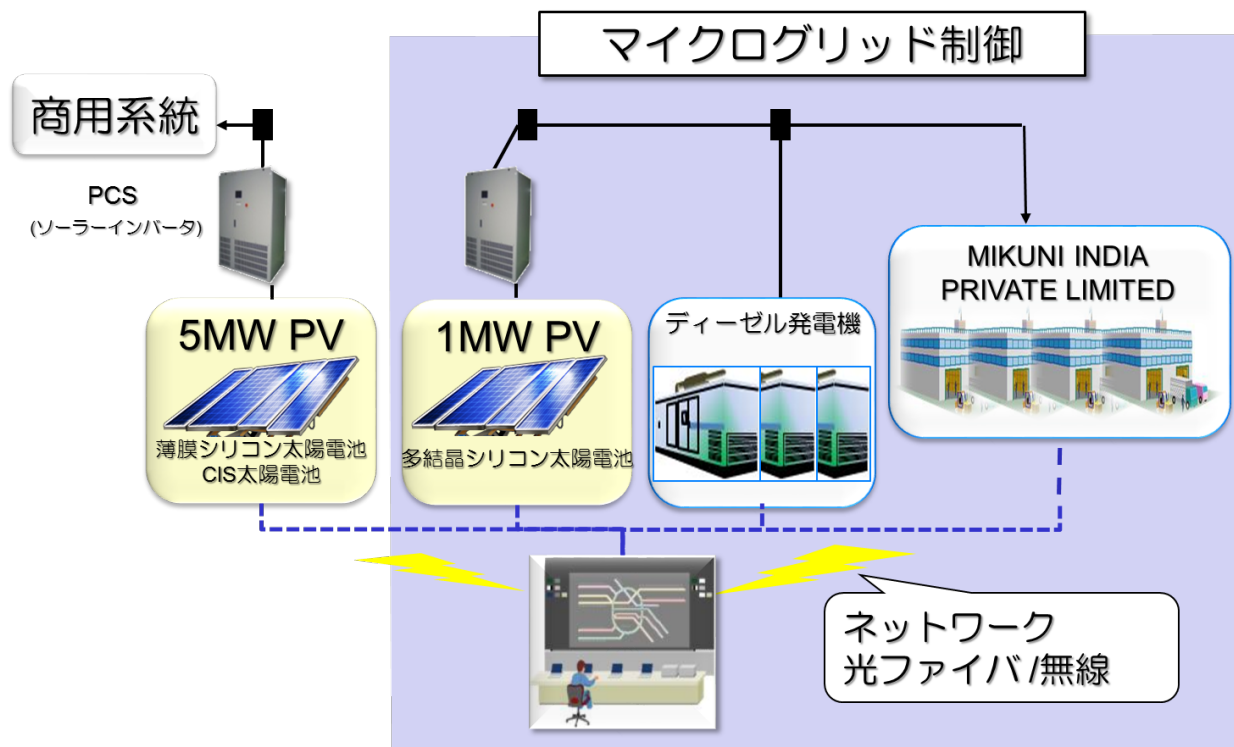 マイクログリッド制御
商用系統
PCS
(ソーラーインバータ)
MIKUNI INDIA
PRIVATE LIMITED
5MW PV
薄膜シリコン太陽電池
CIS太陽電池
1MW PV
多結晶シリコン太陽電池
ディーゼル発電機
ネットワーク
光ファイバ/無線